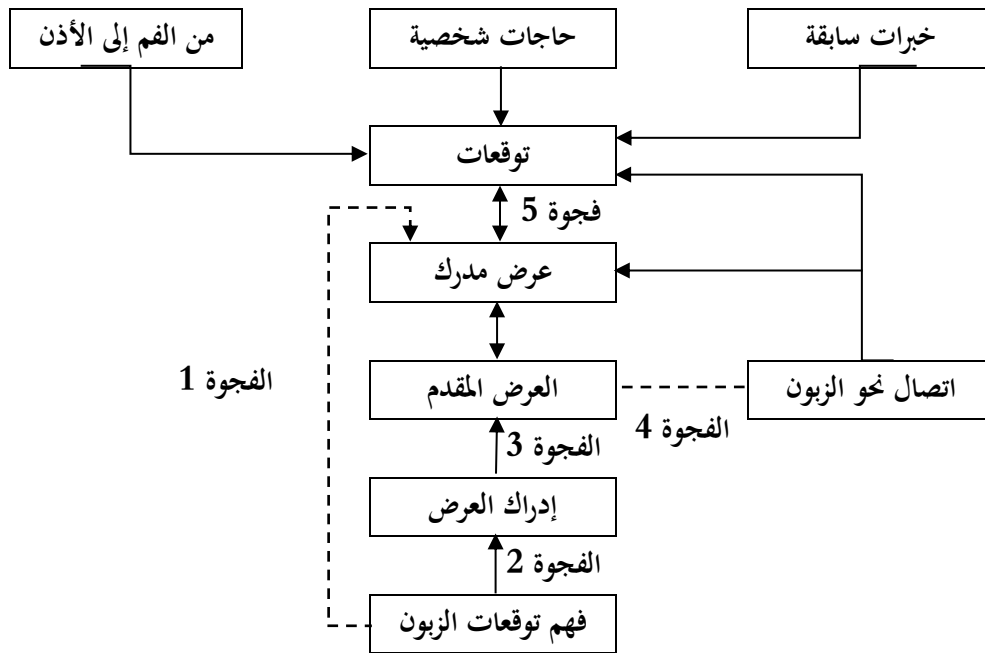 خبرات سابقة
حاجات شخصية
من الفم إلى الأذن
توقعات
فجوة 5
عرض مدرك
الفجوة 1
العرض المقدم
اتصال نحو الزبون
الفجوة 4
الفجوة 3
إدراك العرض
الفجوة 2
فهم توقعات الزبون